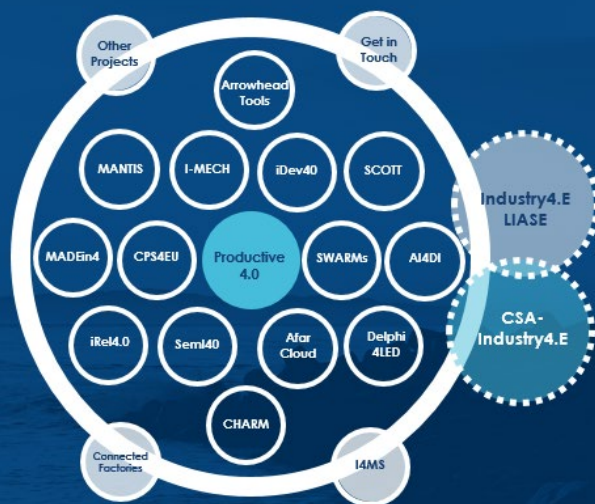 Other
Projects
Get in
Touch
Arrowhead
Tools
MANTIS
I-MECH
iDev40
SCOTT
Industry4.E
LIASE
MADEin4
CPS4EU
Productive
4.0
SWARMs
AI4DI
CSA-
Industry4.E
iRel4.0
SemI40
Afar
Cloud
Delphi
4LED
CHARM
Connected
Factories
I4MS